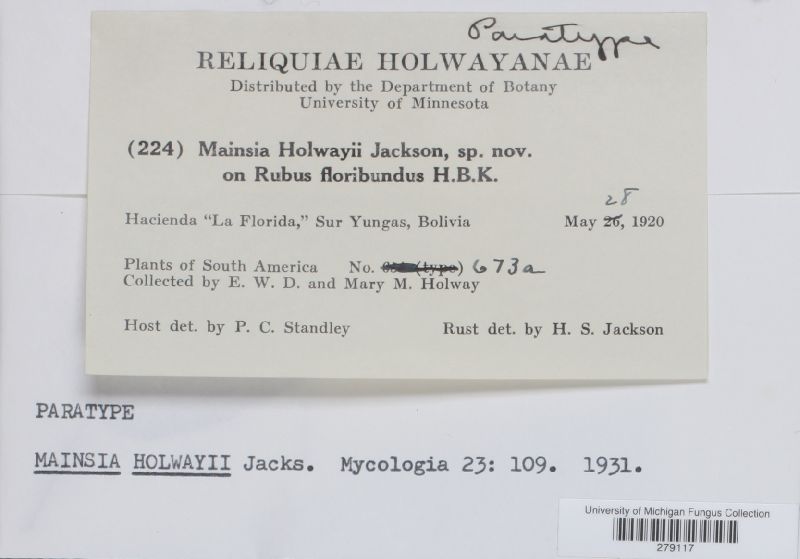 Paratype
RELIQUIAE HOLWAYANAE
Distributed by the Department of Botany
University of Minnesota
(224) Mainsia Holwayii Jackson, sp. nov.
on Rubus floribundus H.B.K.
28
Hacienda "La Florida," Sur Yungas, Bolivia May 26, 1920
Plants of South America No. (type) 673a
Collected by E. W. D. and Mary M. Holway
Host det. by P. C. Standley Rust det. by H. S. Jackson
PARATYPE
MAINSIA HOLWAYII Jacks. Mycologia 23: 109. 1931.
University of Michigan Fungus Collection
279117